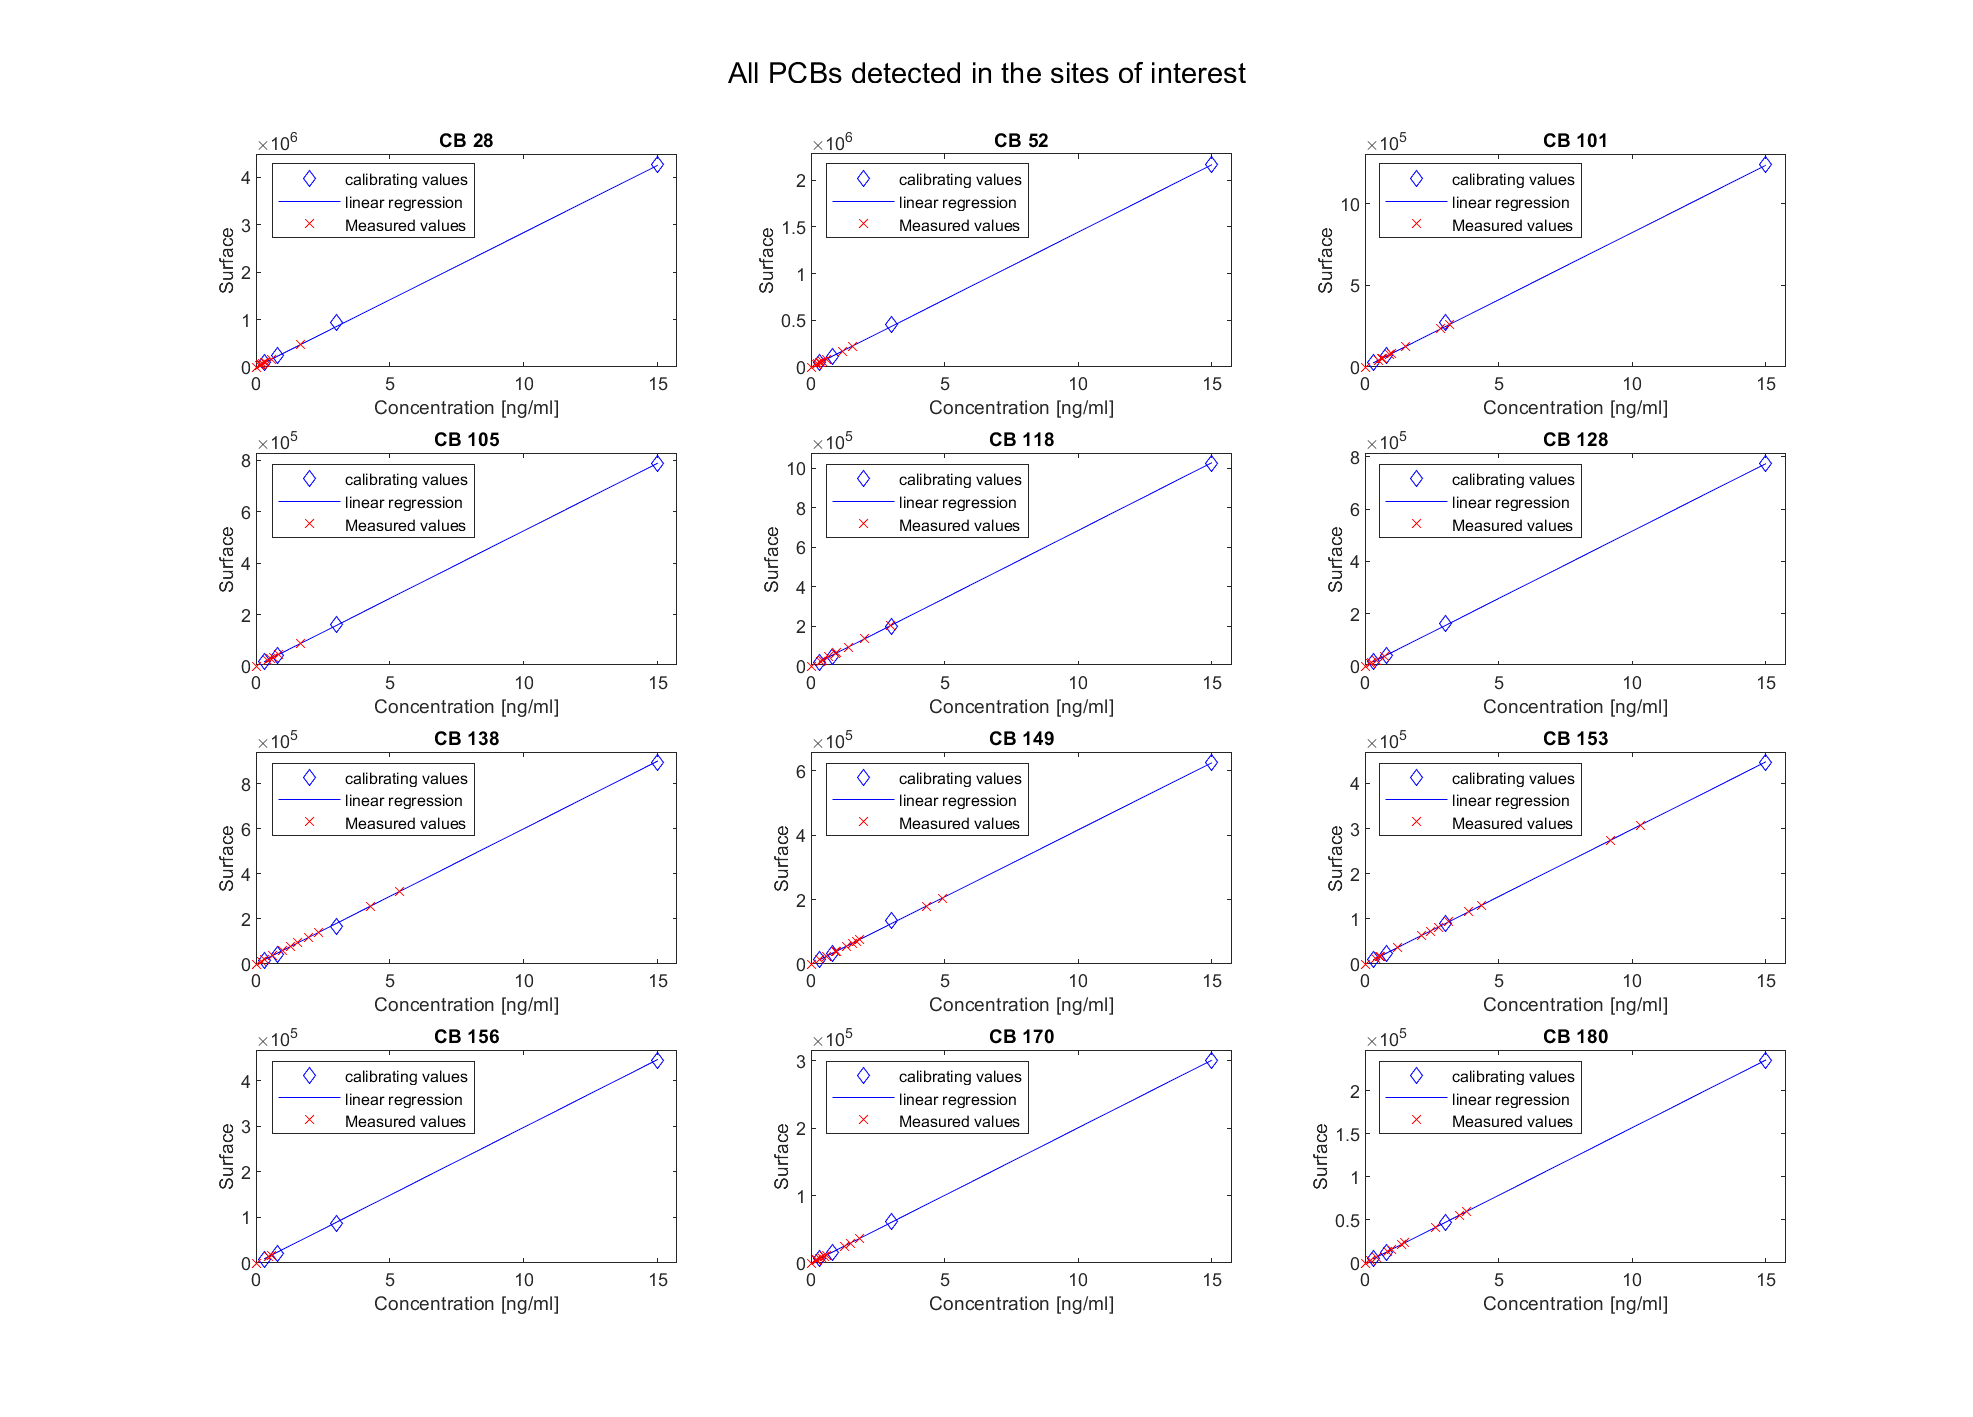 All PCBs detected in the sites of interest
CB 28
×10^6
Surface
4
3
2
1
0
calibrating values
linear regression
Measured values
0 5 10 15
Concentration [ng/ml]
CB 52
×10^6
Surface
2
1.5
1
0.5
0
calibrating values
linear regression
Measured values
0 5 10 15
Concentration [ng/ml]
CB 101
×10^5
Surface
10
5
0
calibrating values
linear regression
Measured values
0 5 10 15
Concentration [ng/ml]
CB 105
×10^5
Surface
8
6
4
2
0
calibrating values
linear regression
Measured values
0 5 10 15
Concentration [ng/ml]
CB 118
×10^5
Surface
10
8
6
4
2
0
calibrating values
linear regression
Measured values
0 5 10 15
Concentration [ng/ml]
CB 128
×10^5
Surface
8
6
4
2
0
calibrating values
linear regression
Measured values
0 5 10 15
Concentration [ng/ml]
CB 138
×10^5
Surface
8
6
4
2
0
calibrating values
linear regression
Measured values
0 5 10 15
Concentration [ng/ml]
CB 149
×10^5
Surface
6
4
2
0
calibrating values
linear regression
Measured values
0 5 10 15
Concentration [ng/ml]
CB 153
×10^5
Surface
4
3
2
1
0
calibrating values
linear regression
Measured values
0 5 10 15
Concentration [ng/ml]
CB 156
×10^5
Surface
4
3
2
1
0
calibrating values
linear regression
Measured values
0 5 10 15
Concentration [ng/ml]
CB 170
×10^5
Surface
3
2
1
0
calibrating values
linear regression
Measured values
0 5 10 15
Concentration [ng/ml]
CB 180
×10^5
Surface
2
1.5
1
0.5
0
calibrating values
linear regression
Measured values
0 5 10 15
Concentration [ng/ml]